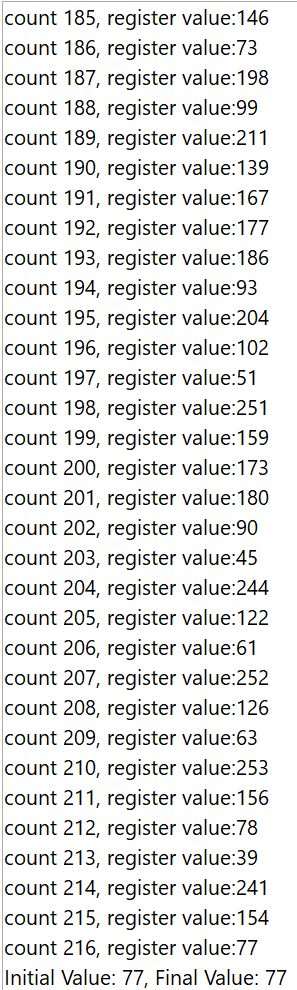 count 185, register value:146
count 186, register value:73
count 187, register value:198
count 188, register value:99
count 189, register value:211
count 190, register value:139
count 191, register value:167
count 192, register value:177
count 193, register value:186
count 194, register value:93
count 195, register value:204
count 196, register value:102
count 197, register value:51
count 198, register value:251
count 199, register value:159
count 200, register value:173
count 201, register value:180
count 202, register value:90
count 203, register value:45
count 204, register value:244
count 205, register value:122
count 206, register value:61
count 207, register value:252
count 208, register value:126
count 209, register value:63
count 210, register value:253
count 211, register value:156
count 212, register value:78
count 213, register value:39
count 214, register value:241
count 215, register value:154
count 216, register value:77
Initial Value: 77, Final Value: 77